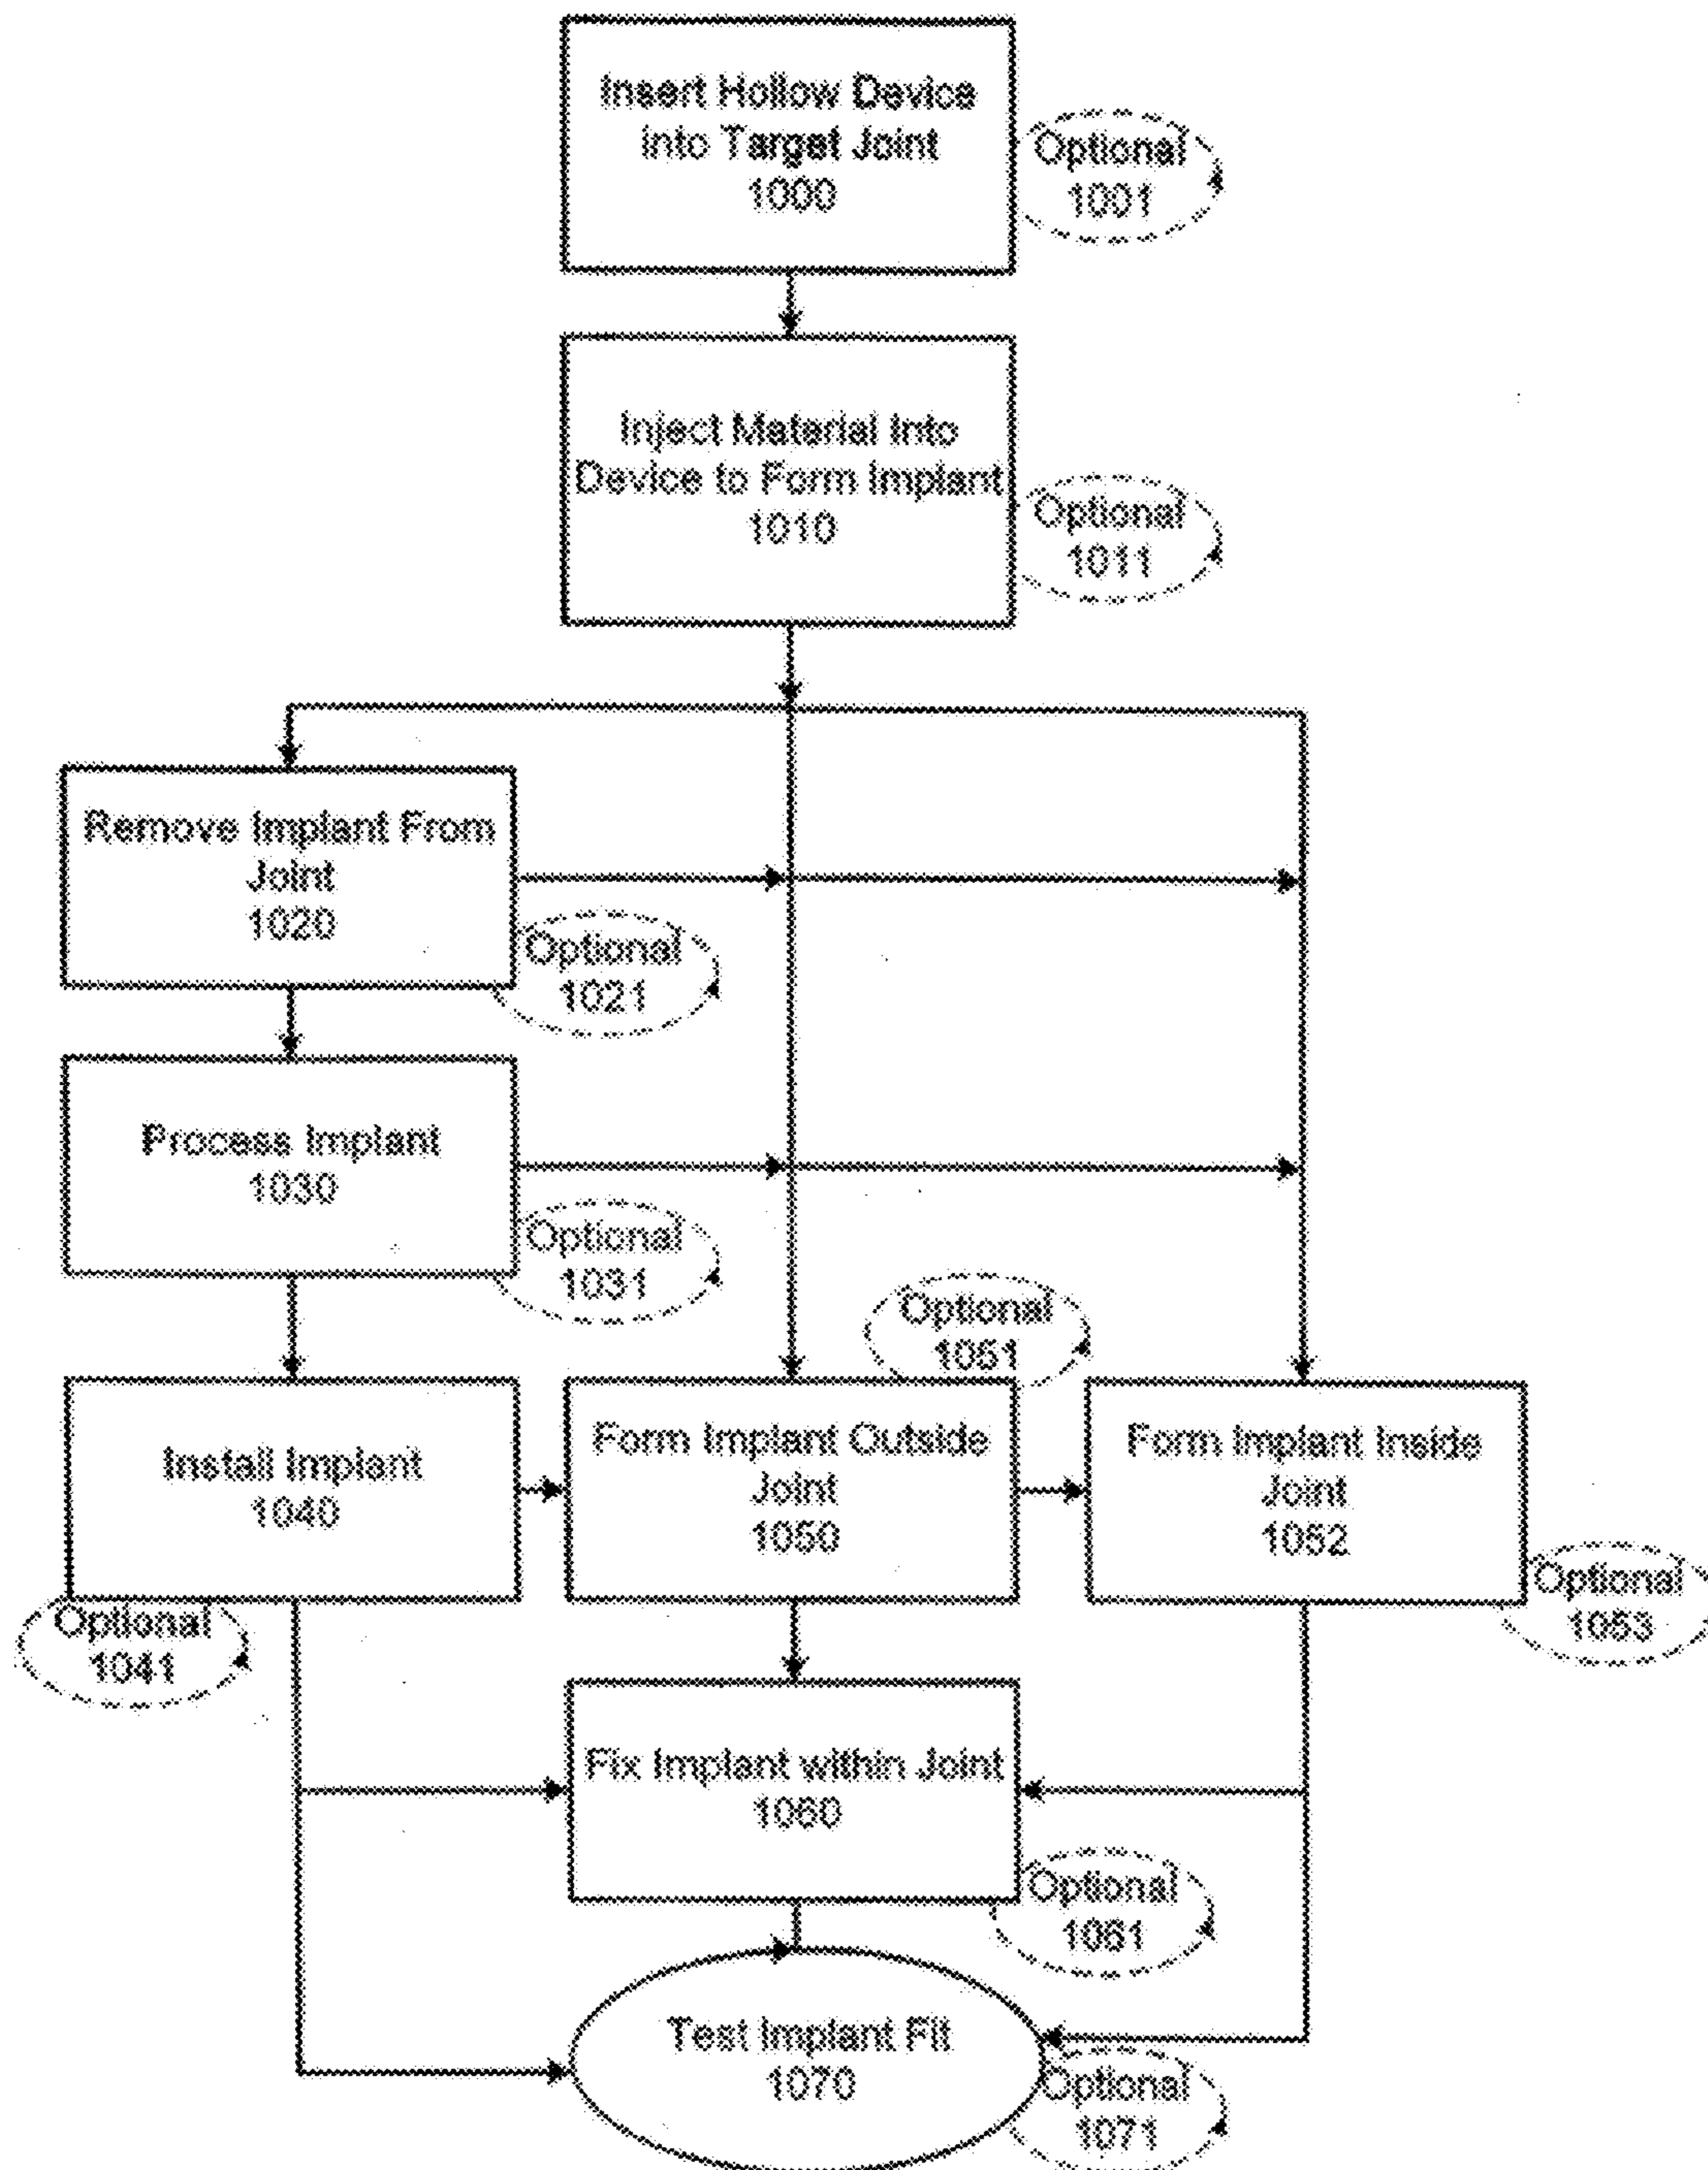 Insert Hollow Device
into Target Joint
1000
Optional
1001
Inject Material Into
Device to Form Implant
1010
Optional
1011
Remove Implant From
Joint
1020
Optional
1021
Process Implant
1030
Optional
1031
Optional
1051
Install Implant
1040
Form Implant Outside
Joint
1050
Form Implant Inside
Joint
1052
Optional
1041
Optional
1053
Fix Implant within Joint
1060
Optional
1061
Test Implant Fit
1070
Optional
1071